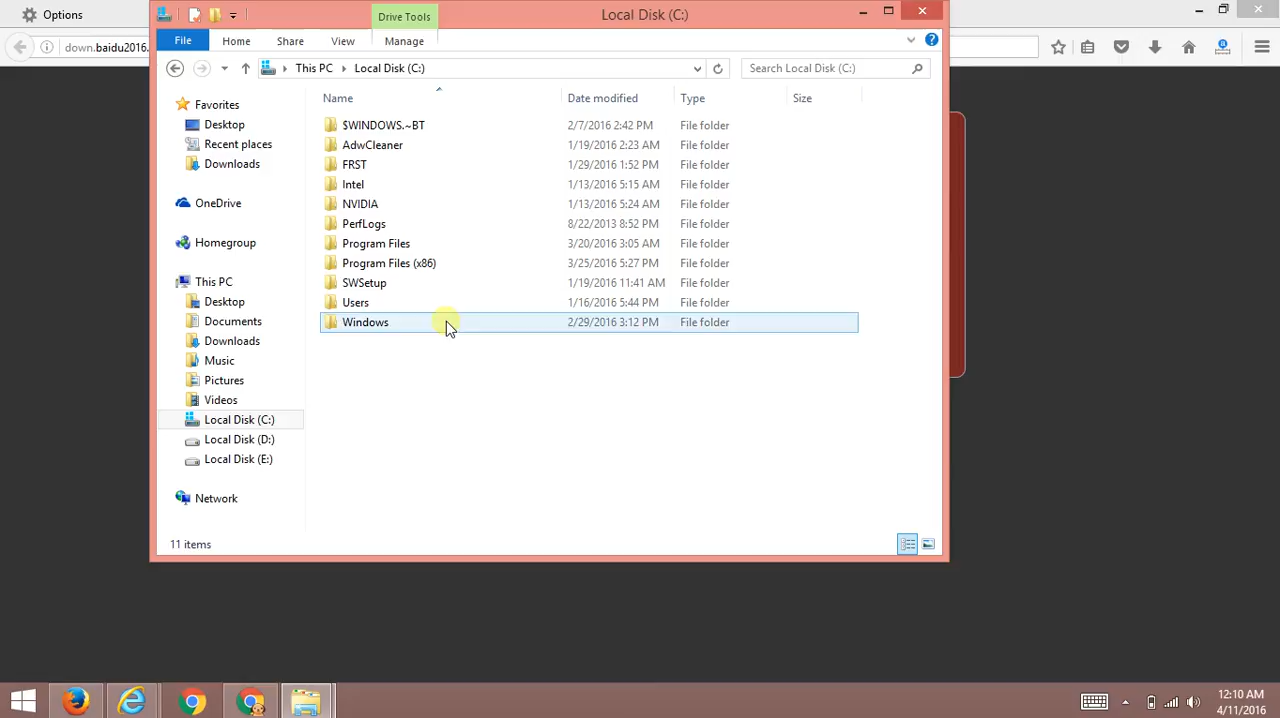 Options
Drive Tools
Local Disk (C:)
File Home Share View Manage
down.baidu2016.
This PC Local Disk (C:)
Search Local Disk (C:)
Name Date modified Type Size
Favorites
Desktop
Recent places
Downloads
OneDrive
Homegroup
This PC
Desktop
Documents
Downloads
Music
Pictures
Videos
Local Disk (C:)
Local Disk (D:)
Local Disk (E:)
Network
$WINDOWS.~BT 2/7/2016 2:42 PM File folder
AdwCleaner 1/19/2016 2:23 AM File folder
FRST 1/29/2016 1:52 PM File folder
Intel 1/13/2016 5:15 AM File folder
NVIDIA 1/13/2016 5:24 AM File folder
PerfLogs 8/22/2013 8:52 PM File folder
Program Files 3/20/2016 3:05 AM File folder
Program Files (x86) 3/25/2016 5:27 PM File folder
SWSetup 1/19/2016 11:41 AM File folder
Users 1/16/2016 5:44 PM File folder
Windows 2/29/2016 3:12 PM File folder
11 items
12:10 AM
4/11/2016